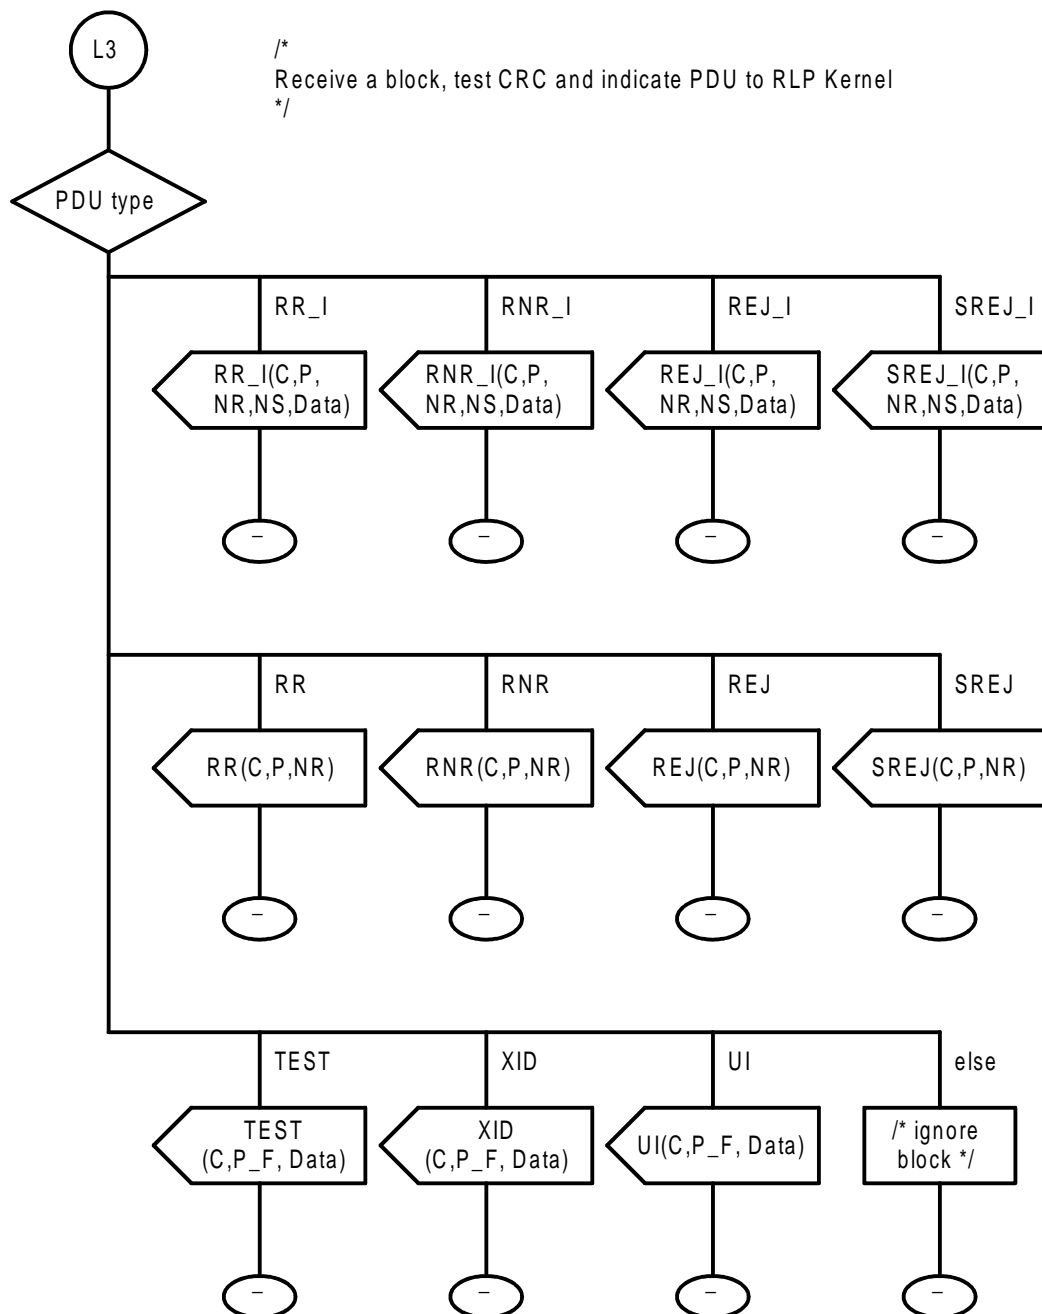 L3
/*
Receive a block, test CRC and indicate PDU to RLP Kernel
*/
PDU type
RR_I
RNR_I
REJ_I
SREJ_I
RR_I(C,P,
NR,NS,Data)
RNR_I(C,P,
NR,NS,Data)
REJ_I(C,P,
NR,NS,Data)
SREJ_I(C,P,
NR,NS,Data)
–
–
–
–
RR
RNR
REJ
SREJ
RR(C,P,NR)
RNR(C,P,NR)
REJ(C,P,NR)
SREJ(C,P,NR)
–
–
–
–
TEST
XID
UI
else
TEST
(C,P_F, Data)
XID
(C,P_F, Data)
UI(C,P_F, Data)
/* ignore
block */
–
–
–
–